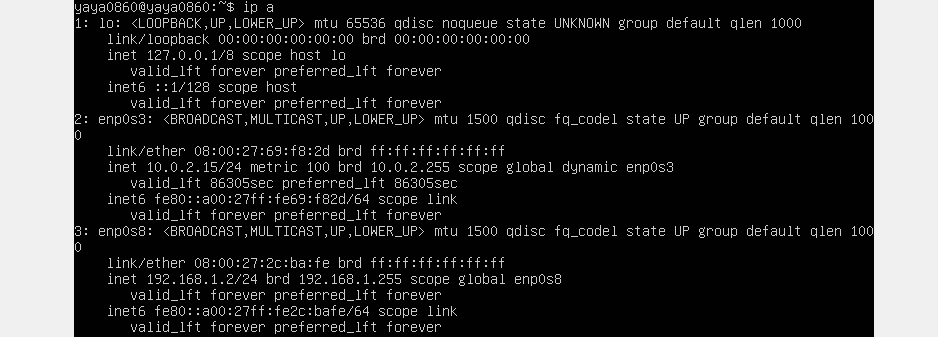 yaya0860@yaya0860:~$ ip a
1: lo: <LOOPBACK,UP,LOWER_UP> mtu 65536 qdisc noqueue state UNKNOWN group default qlen 1000
    link/loopback 00:00:00:00:00:00 brd 00:00:00:00:00:00
    inet 127.0.0.1/8 scope host lo
       valid_lft forever preferred_lft forever
    inet6 ::1/128 scope host
       valid_lft forever preferred_lft forever
2: enp0s3: <BROADCAST,MULTICAST,UP,LOWER_UP> mtu 1500 qdisc fq_codel state UP group default qlen 100
0
    link/ether 08:00:27:69:f8:2d brd ff:ff:ff:ff:ff:ff
    inet 10.0.2.15/24 metric 100 brd 10.0.2.255 scope global dynamic enp0s3
       valid_lft 86305sec preferred_lft 86305sec
    inet6 fe80::a00:27ff:fe69:f82d/64 scope link
       valid_lft forever preferred_lft forever
3: enp0s8: <BROADCAST,MULTICAST,UP,LOWER_UP> mtu 1500 qdisc fq_codel state UP group default qlen 100
0
    link/ether 08:00:27:2c:ba:fe brd ff:ff:ff:ff:ff:ff
    inet 192.168.1.2/24 brd 192.168.1.255 scope global enp0s8
       valid_lft forever preferred_lft forever
    inet6 fe80::a00:27ff:fe2c:bafe/64 scope link
       valid_lft forever preferred_lft forever